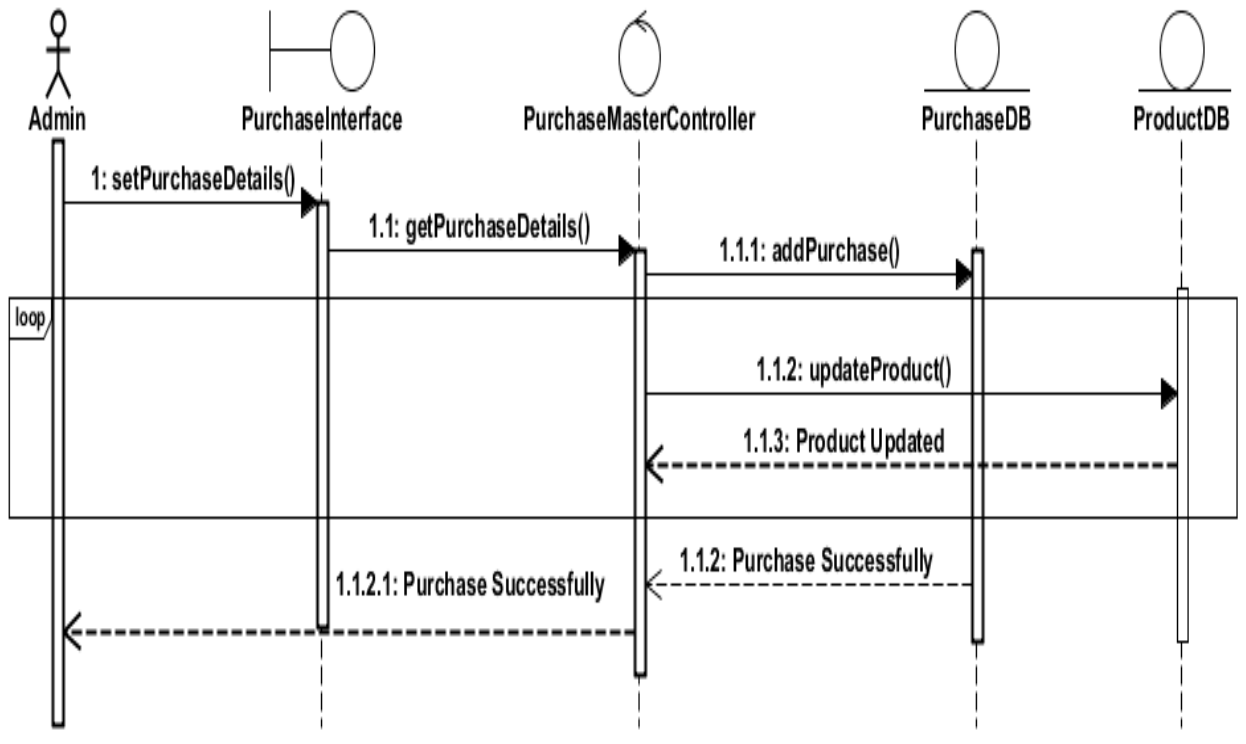 Admin
PurchaseInterface
PurchaseMasterController
PurchaseDB
ProductDB
1: setPurchaseDetails()
1.1: getPurchaseDetails()
1.1.1: addPurchase()
loop
1.1.2: updateProduct()
1.1.3: Product Updated
1.1.2: Purchase Successfully
1.1.2.1: Purchase Successfully